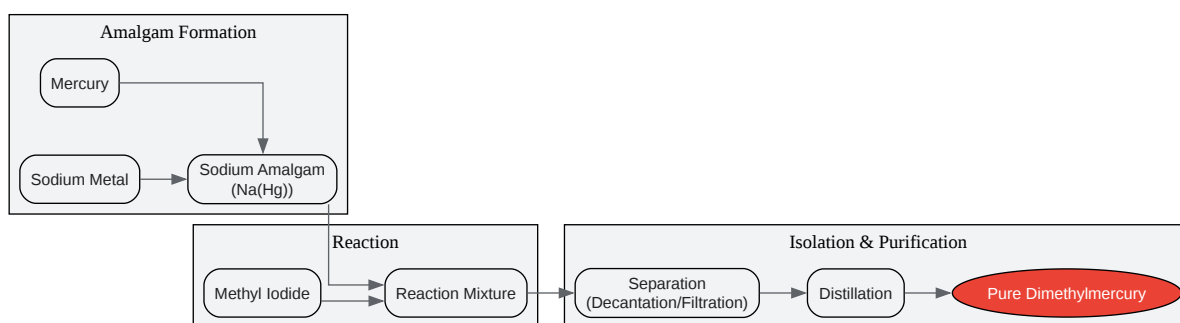 Amalgam Formation
Mercury
Sodium Metal
Sodium Amalgam
(Na(Hg))
Reaction
Methyl Iodide
Reaction Mixture
Isolation & Purification
Separation
(Decantation/Filtration)
Distillation
Pure Dimethylmercury